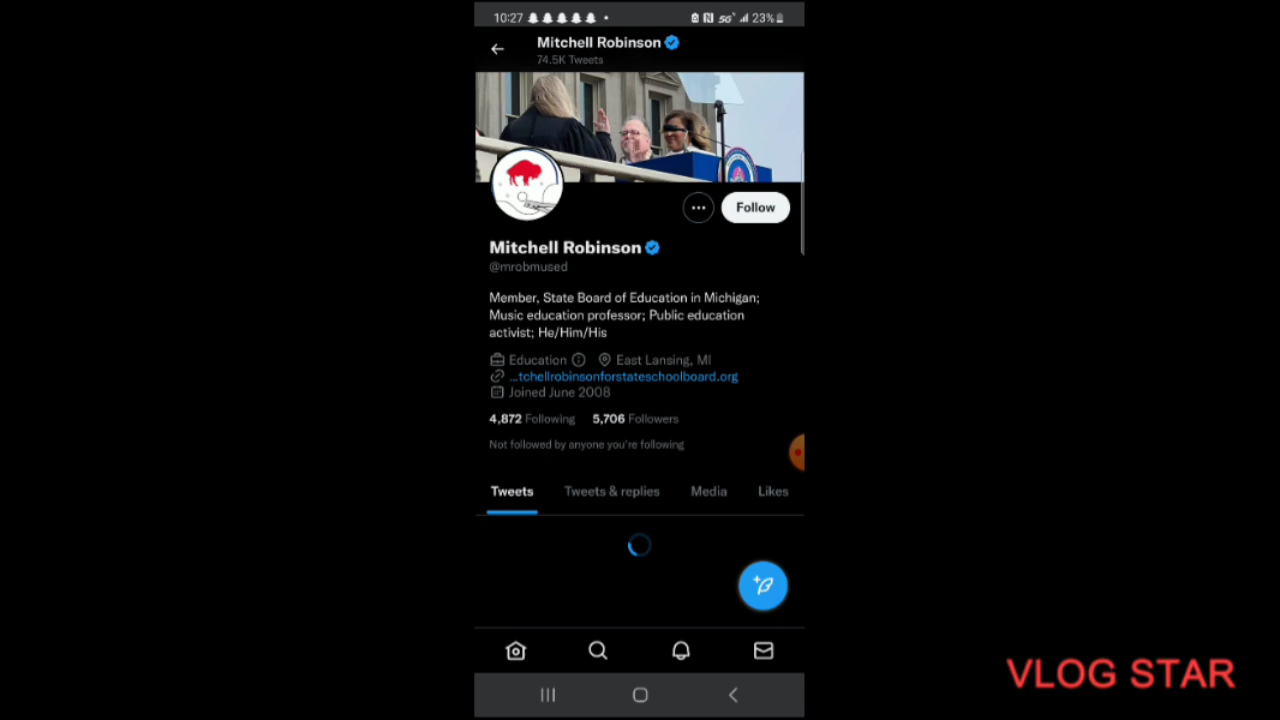 10:27
5G
23%
Mitchell Robinson
74.5K Tweets
Follow
Mitchell Robinson
@mrobmused
Member, State Board of Education in Michigan;
Music education professor; Public education
activist; He/Him/His
Education East Lansing, MI
...tchellrobinsonforstateschoolboard.org
Joined June 2008
4,872 Following 5,706 Followers
Not followed by anyone you're following
Tweets Tweets & replies Media Likes
VLOG STAR